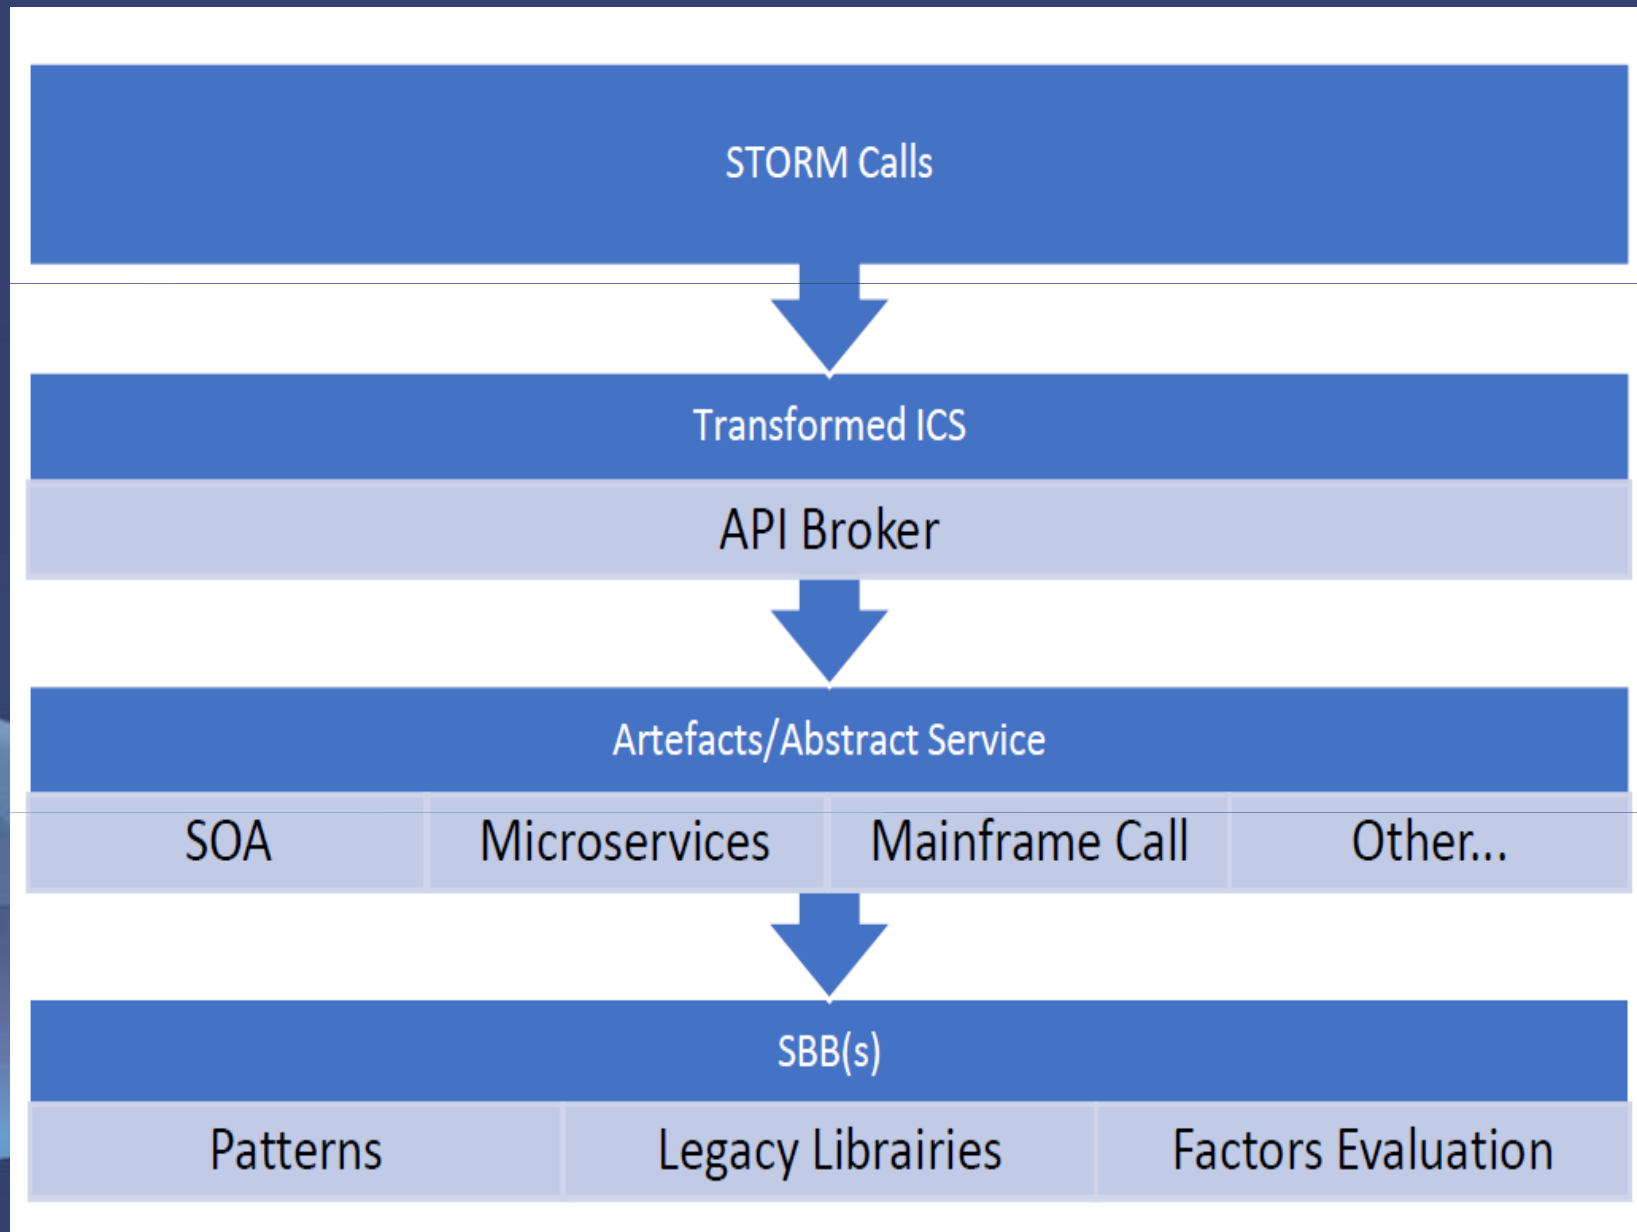 STORM Calls
Transformed ICS
API Broker
Artefacts/Abstract Service
SOA Microservices Mainframe Call Other...
SBB(s)
Patterns Legacy Librairies Factors Evaluation